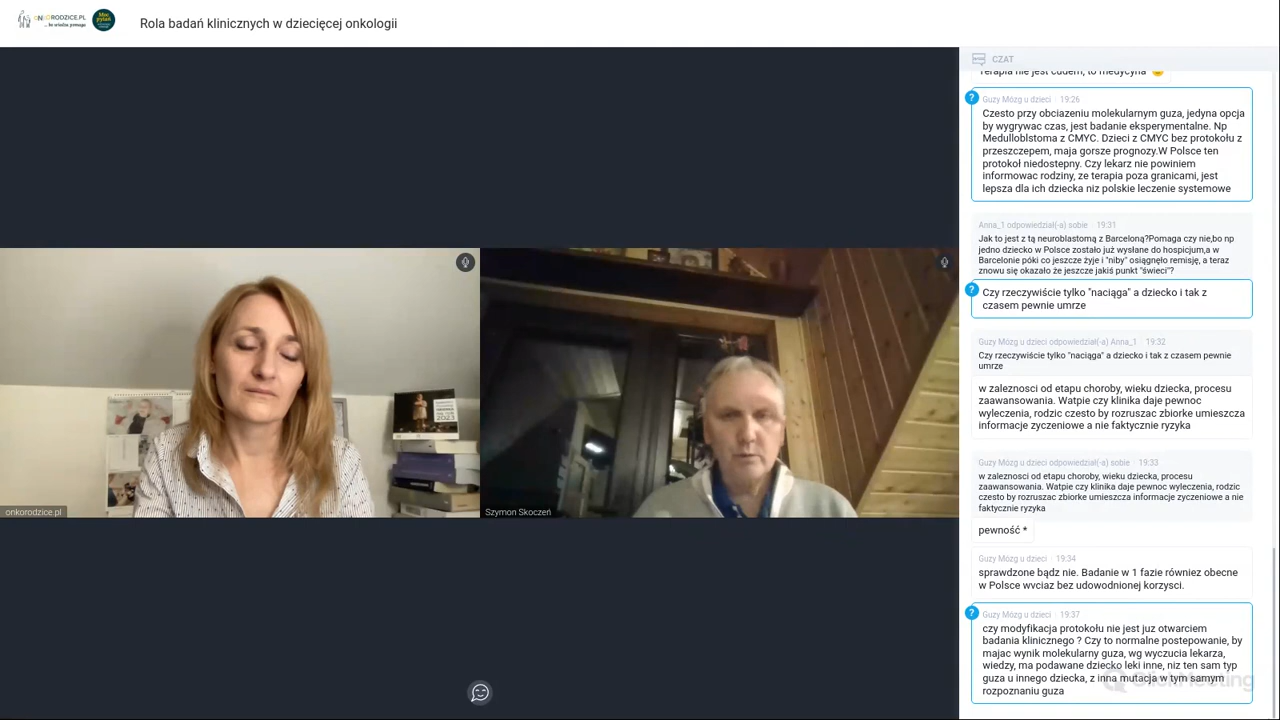 ONKORODZICE.PL
... bo wiedza pomaga
Moc
pytań
Rola badań klinicznych w dziecięcej onkologii
CZAT
Terapia nie jest cudem, to medycyna
?
Guzy Mózg u dzieci 19:26
Czesto przy obciazeniu molekularnym guza, jedyna opcja
by wygrywac czas, jest badanie eksperymentalne. Np
Medulloblstoma z CMYC. Dzieci z CMYC bez protokołu z
przeszczepem, maja gorsze prognozy.W Polsce ten
protokoł niedostepny. Czy lekarz nie powiniem
informowac rodziny, ze terapia poza granicami, jest
lepsza dla ich dziecka niz polskie leczenie systemowe
Anna_1 odpowiedział(-a) sobie 19:31
Jak to jest z tą neuroblastomą z Barceloną?Pomaga czy nie,bo np
jedno dziecko w Polsce zostało już wysłane do hospicjum,a w
Barcelonie póki co jeszcze żyje i "niby" osiągnęło remisję, a teraz
znowu się okazało że jeszcze jakiś punkt "świeci"?
?
Czy rzeczywiście tylko "naciąga" a dziecko i tak z
czasem pewnie umrze
Guzy Mózg u dzieci odpowiedział(-a) Anna_1 19:32
Czy rzeczywiście tylko "naciąga" a dziecko i tak z czasem pewnie
umrze
w zaleznosci od etapu choroby, wieku dziecka, procesu
zaawansowania. Watpie czy klinika daje pewnoc
wyleczenia, rodzic czesto by rozruszac zbiorke umieszcza
informacje zyczeniowe a nie faktycznie ryzyka
Guzy Mózg u dzieci odpowiedział(-a) sobie 19:33
w zaleznosci od etapu choroby, wieku dziecka, procesu
zaawansowania. Watpie czy klinika daje pewnoc wyleczenia, rodzic
czesto by rozruszac zbiorke umieszcza informacje zyczeniowe a nie
faktycznie ryzyka
pewność *
Guzy Mózg u dzieci 19:34
sprawdzone bądz nie. Badanie w 1 fazie równiez obecne
w Polsce wyciaz bez udowodnionej korzysci.
?
Guzy Mózg u dzieci 19:37
czy modyfikacja protokołu nie jest juz otwarciem
badania klinicznego ? Czy to normalne postepowanie, by
majac wynik molekularny guza, wg wyczucia lekarza,
wiedzy, ma podawane dziecko leki inne, niz ten sam typ
guza u innego dziecka, z inna mutacja w tym samym
rozpoznaniu guza
ClickMeeting
onkorodzice.pl
Szymon Skoczeń
2023